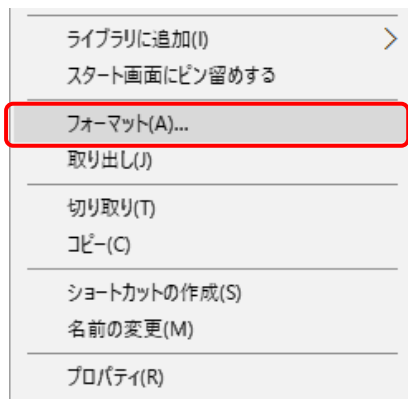 ライブラリに追加(I)
スタート画面にピン留めする
フォーマット(A)...
取り出し(J)
切り取り(T)
コピー(C)
ショートカットの作成(S)
名前の変更(M)
プロパティ(R)